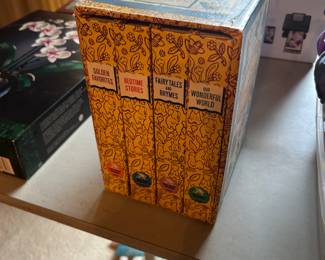 GOLDEN
FAVORITES
BEDTIME
STORIES
FAIRY TALES
AND
RHYMES
OUR
WONDERFUL
WORLD